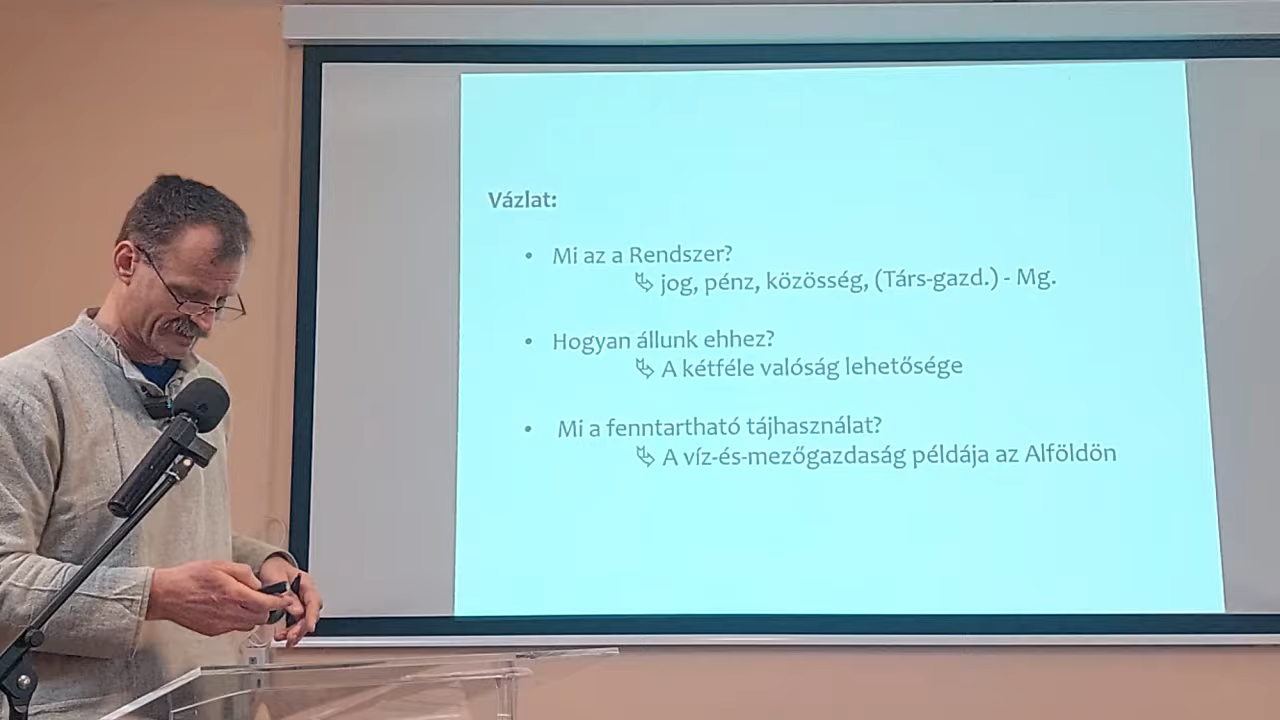 Vázlat:
• Mi az a Rendszer?
⮱ jog, pénz, közösség, (Társ-gazd.) - Mg.
• Hogyan állunk ehhez?
⮱ A kétféle valóság lehetősége
• Mi a fenntartható tájhasználat?
⮱ A víz-és-mezőgazdaság példája az Alföldön